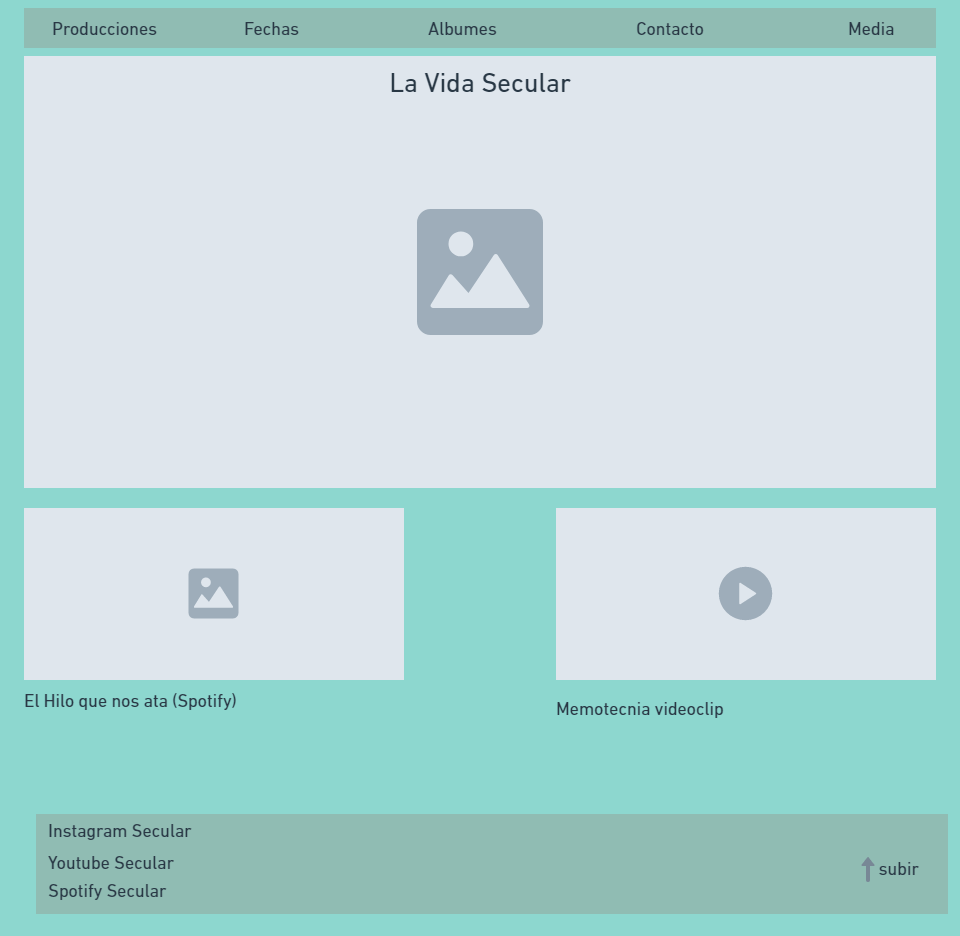 Producciones Fechas Albumes Contacto Media
La Vida Secular
El Hilo que nos ata (Spotify)
Memotecnia videoclip
Instagram Secular
Youtube Secular
Spotify Secular
subir